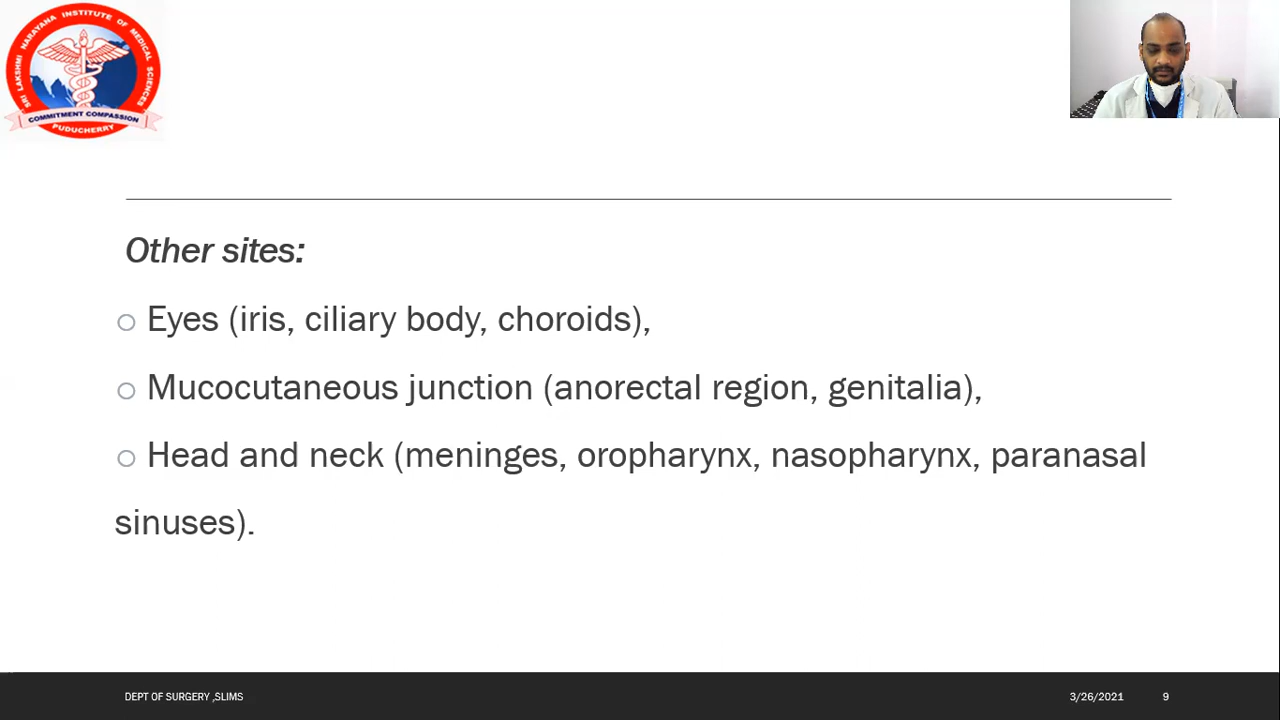 SRI LAKSHMI NARAYANA INSTITUTE OF MEDICAL SCIENCES
COMMITMENT COMPASSION
PUDUCHERRY
Other sites:
Eyes (iris, ciliary body, choroids),
Mucocutaneous junction (anorectal region, genitalia),
Head and neck (meninges, oropharynx, nasopharynx, paranasal
sinuses).
DEPT OF SURGERY ,SLIMS
3/26/2021
9